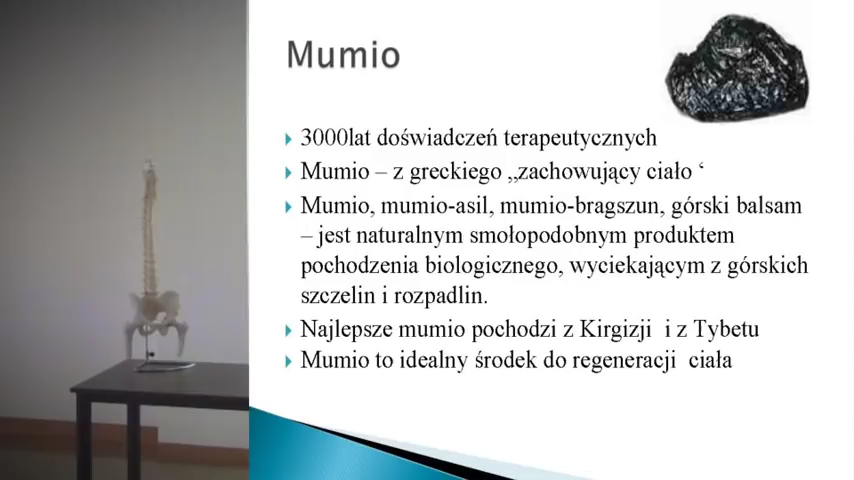 Mumio
3000lat doświadczeń terapeutycznych
Mumio – z greckiego „zachowujący ciało ‘
Mumio, mumio-asil, mumio-bragszun, górski balsam
– jest naturalnym smołopodobnym produktem
pochodzenia biologicznego, wyciekającym z górskich
szczelin i rozpadlin.
Najlepsze mumio pochodzi z Kirgizji i z Tybetu
Mumio to idealny środek do regeneracji ciała